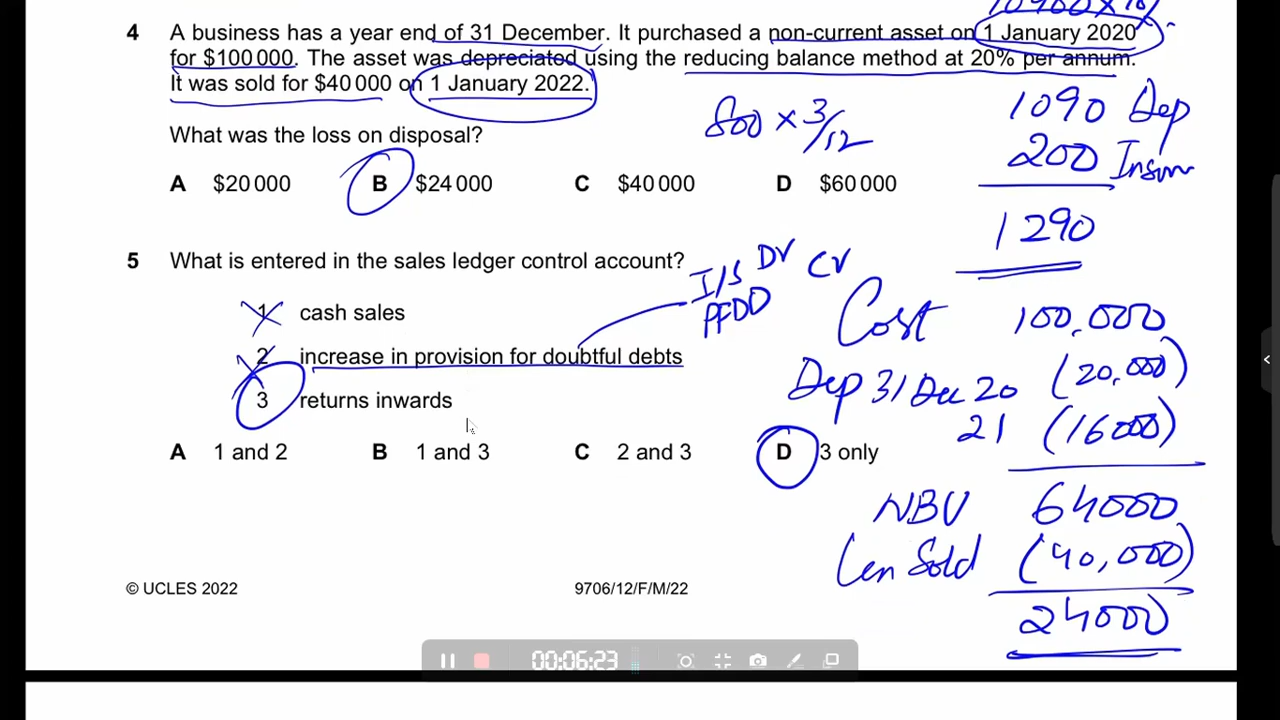 4 A business has a year end of 31 December. It purchased a non-current asset on 1 January 2020
for $100 000. The asset was depreciated using the reducing balance method at 20% per annum.
It was sold for $40 000 on 1 January 2022.
What was the loss on disposal?
A $20 000 B $24 000 C $40 000 D $60 000
800 × 3/12
1090 Dep
200 Insur
1290
5 What is entered in the sales ledger control account?
1 cash sales
2 increase in provision for doubtful debts
3 returns inwards
A 1 and 2 B 1 and 3 C 2 and 3 D 3 only
I/S Dr Cr
PFDD
Cost 100,000
Dep 31 Dec 20 (20,000)
21 (16000)
NBV 64000
Sold (40,000)
24000
© UCLES 2022 9706/12/F/M/22
00:06:23